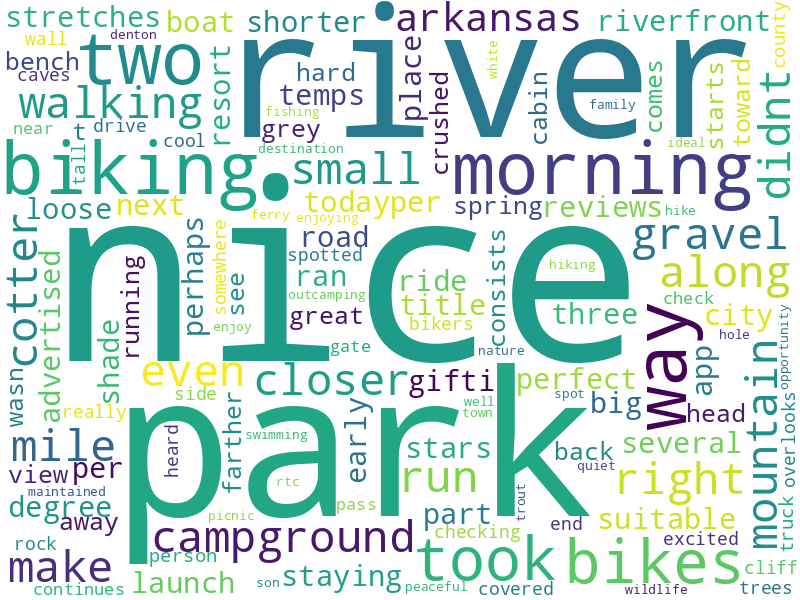 stretches boat shorter arkansas riverfront
wall denton two river county
bench resort hard place white didnt
caves walking temps crushed cabin family comes starts toward
near t drive fishing
tall cool grey destination ideal
biking small morning
loose next todayper spring reviews hike
cotter ferry enjoying gravel
perhaps somewhere road
advertised running spotted nice hiking along
shade see ran outcamping ride consists check
great title three city
bikers hole
wasn gate nature app opportunity
even closer gifti perfect way mountain
really side park spot big head
mile farther early well town
heard swimming stars back several overlooks
view per rtc run quiet right
maintained trout truck
degree picnic pass part suitable
away campground checking end excited
rock person took bikes cliff
make staying covered
continues launch son peaceful wildlife trees